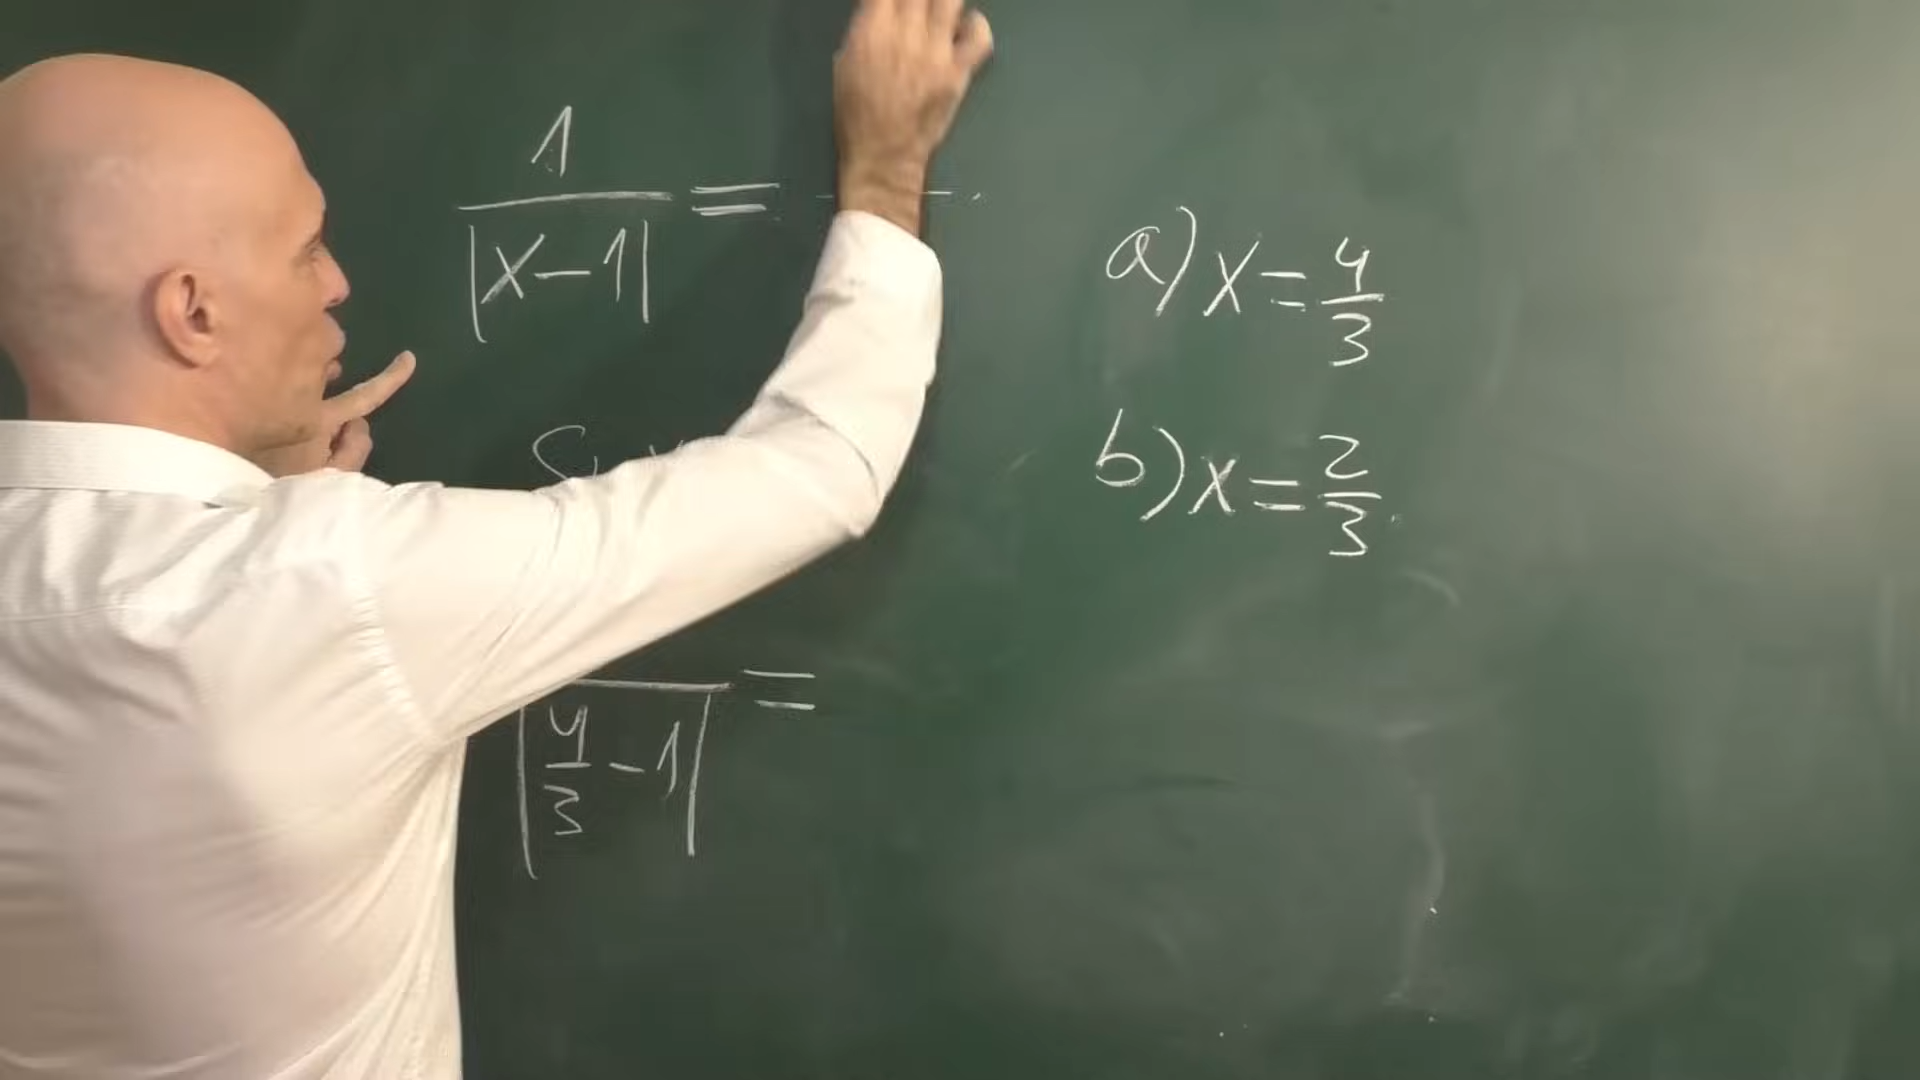 1
— =
|x-1|
a) x = 4/3
b) x = 2/3
— =
|4/3 - 1|